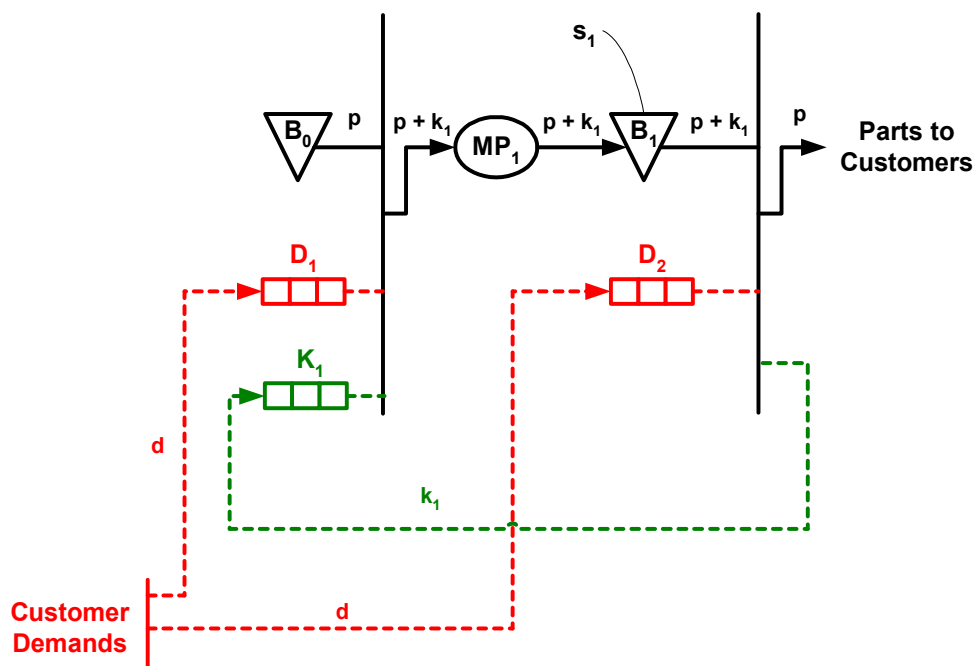 s₁
B₀
p
p + k₁
MP₁
p + k₁
B₁
p + k₁
p
Parts to
Customers
D₁
D₂
K₁
d
k₁
d
Customer
Demands